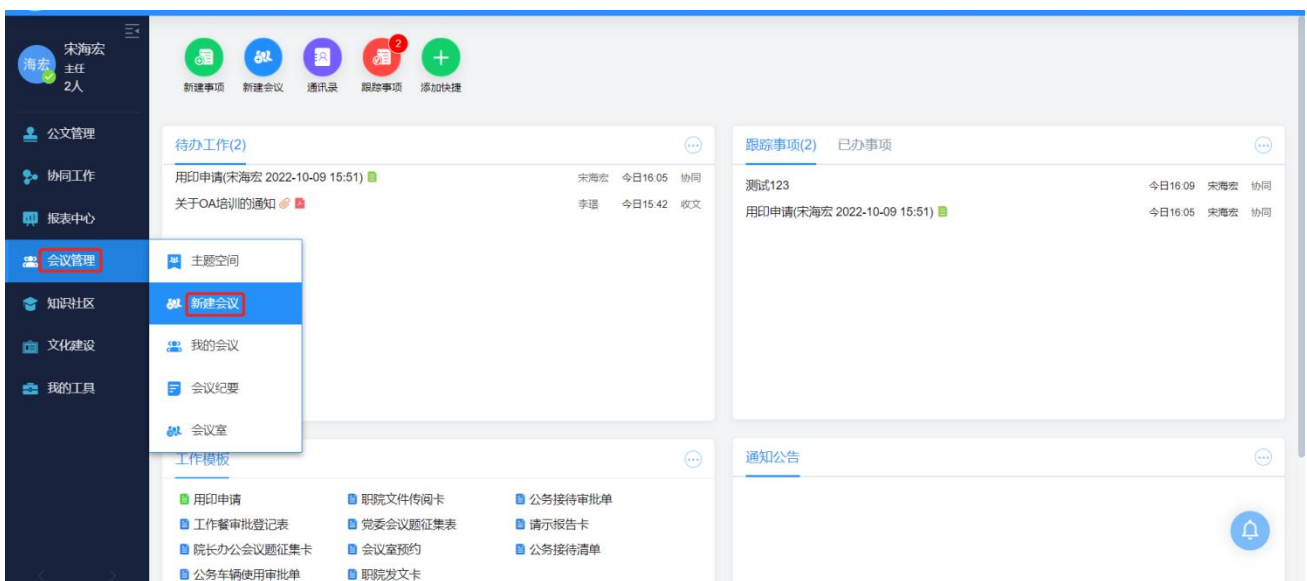 海宏
宋海宏
主任
2人
公文管理
协同工作
报表中心
会议管理
知识社区
文化建设
我的工具
2
新建事项 新建会议 通讯录 跟踪事项 添加快捷
待办工作(2)
用印申请(宋海宏 2022-10-09 15:51) 宋海宏 今日16:05 协同
关于OA培训的通知 李瑨 今日15:42 收文
跟踪事项(2) 已办事项
测试123 今日16:09 宋海宏 协同
用印申请(宋海宏 2022-10-09 15:51) 今日16:05 宋海宏 协同
主题空间
新建会议
我的会议
会议纪要
会议室
工作模板
用印申请 职院文件传阅卡 公务接待审批单
工作餐审批登记表 党委会议题征集表 请示报告卡
院长办公会议题征集卡 会议室预约 公务接待清单
公务车辆使用审批单 职院发文卡
通知公告